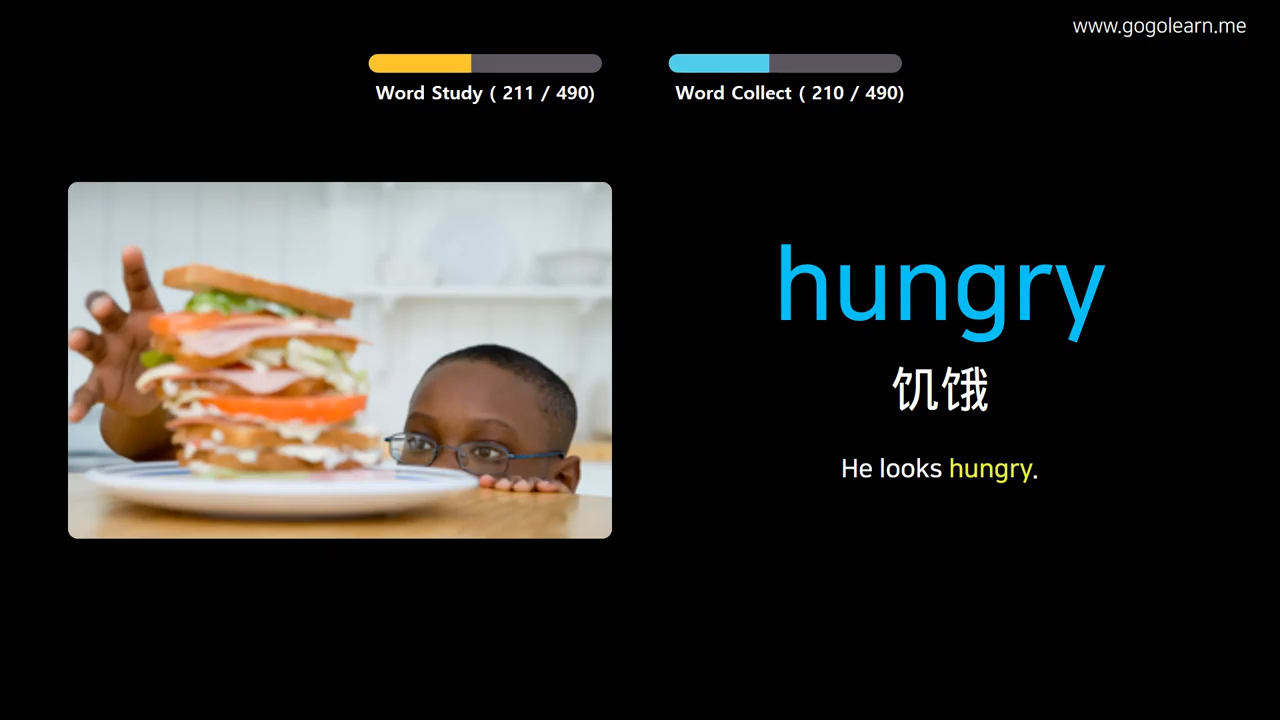 www.gogolearn.me
Word Study ( 211 / 490)
Word Collect ( 210 / 490)
hungry
饥饿
He looks hungry.